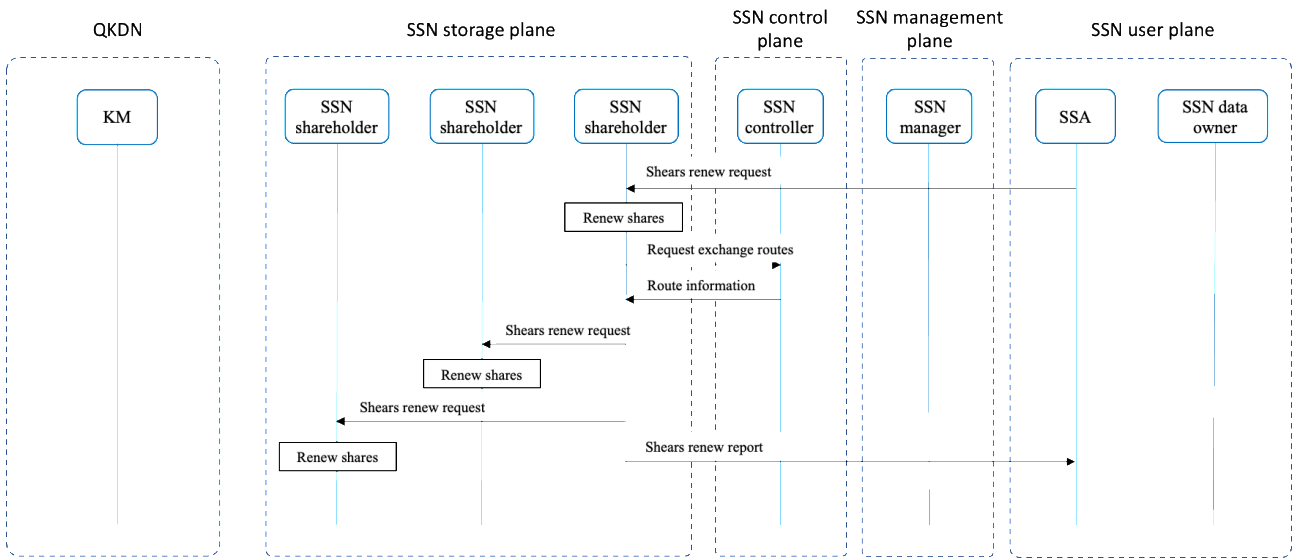 QKDN
SSN storage plane
SSN control
plane
SSN management
plane
SSN user plane
KM
SSN
shareholder
SSN
shareholder
SSN
shareholder
SSN
controller
SSN
manager
SSA
SSN data
owner
Shears renew request
Renew shares
Request exchange routes
Route information
Shears renew request
Renew shares
Shears renew request
Shears renew report
Renew shares